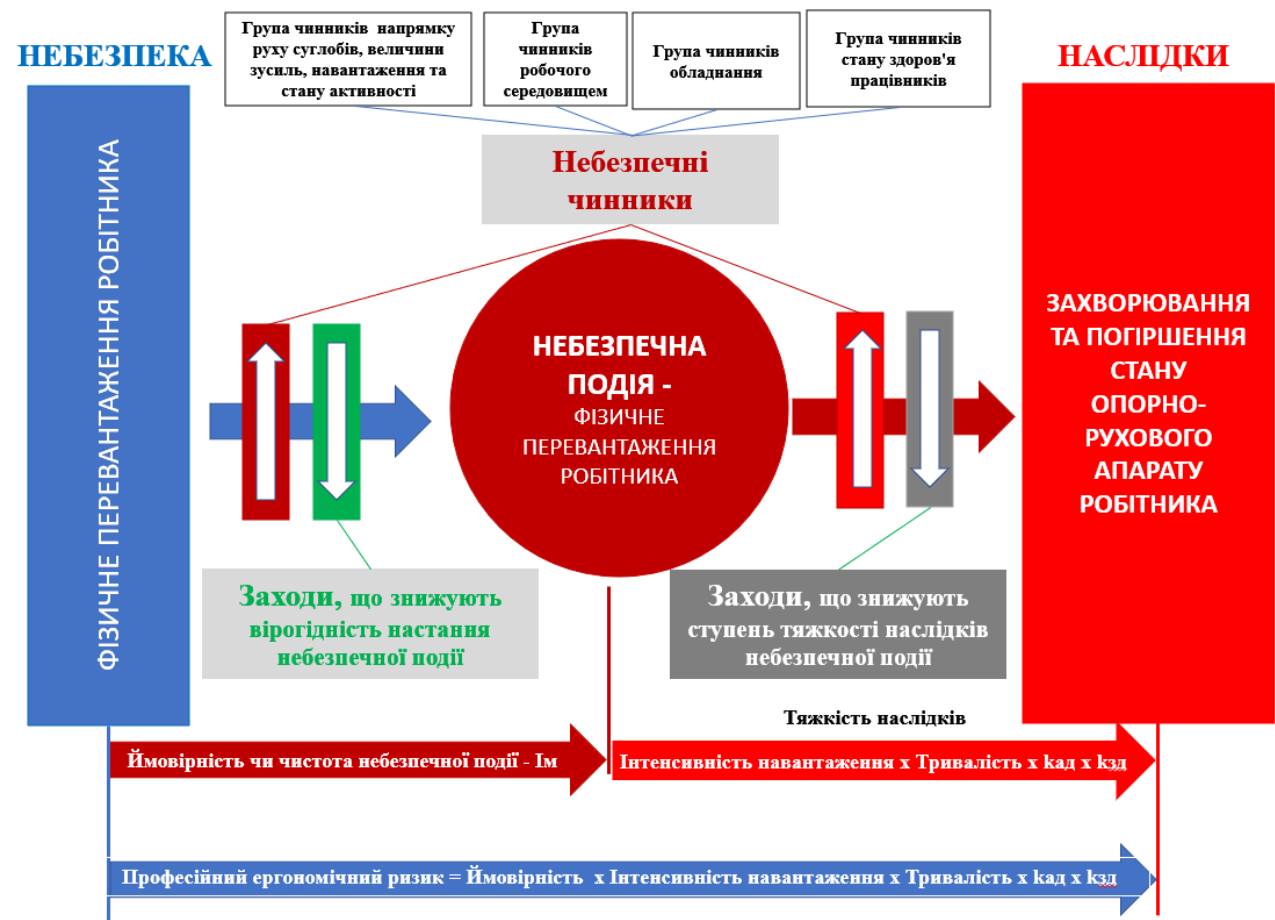 НЕБЕЗПЕКА
Група чинників напрямку
руху суглобів, величини
зусиль, навантаження та
стану активності
Група
чинників
робочого
середовищем
Група чинників
обладнання
Група чинників
стану здоров'я
працівників
НАСЛІДКИ
Небезпечні
чинники
ФІЗИЧНЕ ПЕРЕВАНТАЖЕННЯ РОБІТНИКА
НЕБЕЗПЕЧНА
ПОДІЯ -
ФІЗИЧНЕ
ПЕРЕВАНТАЖЕННЯ
РОБІТНИКА
ЗАХВОРЮВАННЯ
ТА ПОГІРШЕННЯ
СТАНУ
ОПОРНО-
РУХОВОГО
АПАРАТУ
РОБІТНИКА
Заходи, що знижують
вірогідність настання
небезпечної події
Заходи, що знижують
ступень тяжкості наслідків
небезпечної події
Тяжкість наслідків
Ймовірність чи чистота небезпечної події - Ім
Інтенсивність навантаження х Тривалість х kад х kзд
Професійний ергономічний ризик = Ймовірність х Інтенсивність навантаження х Тривалість х kад х kзд